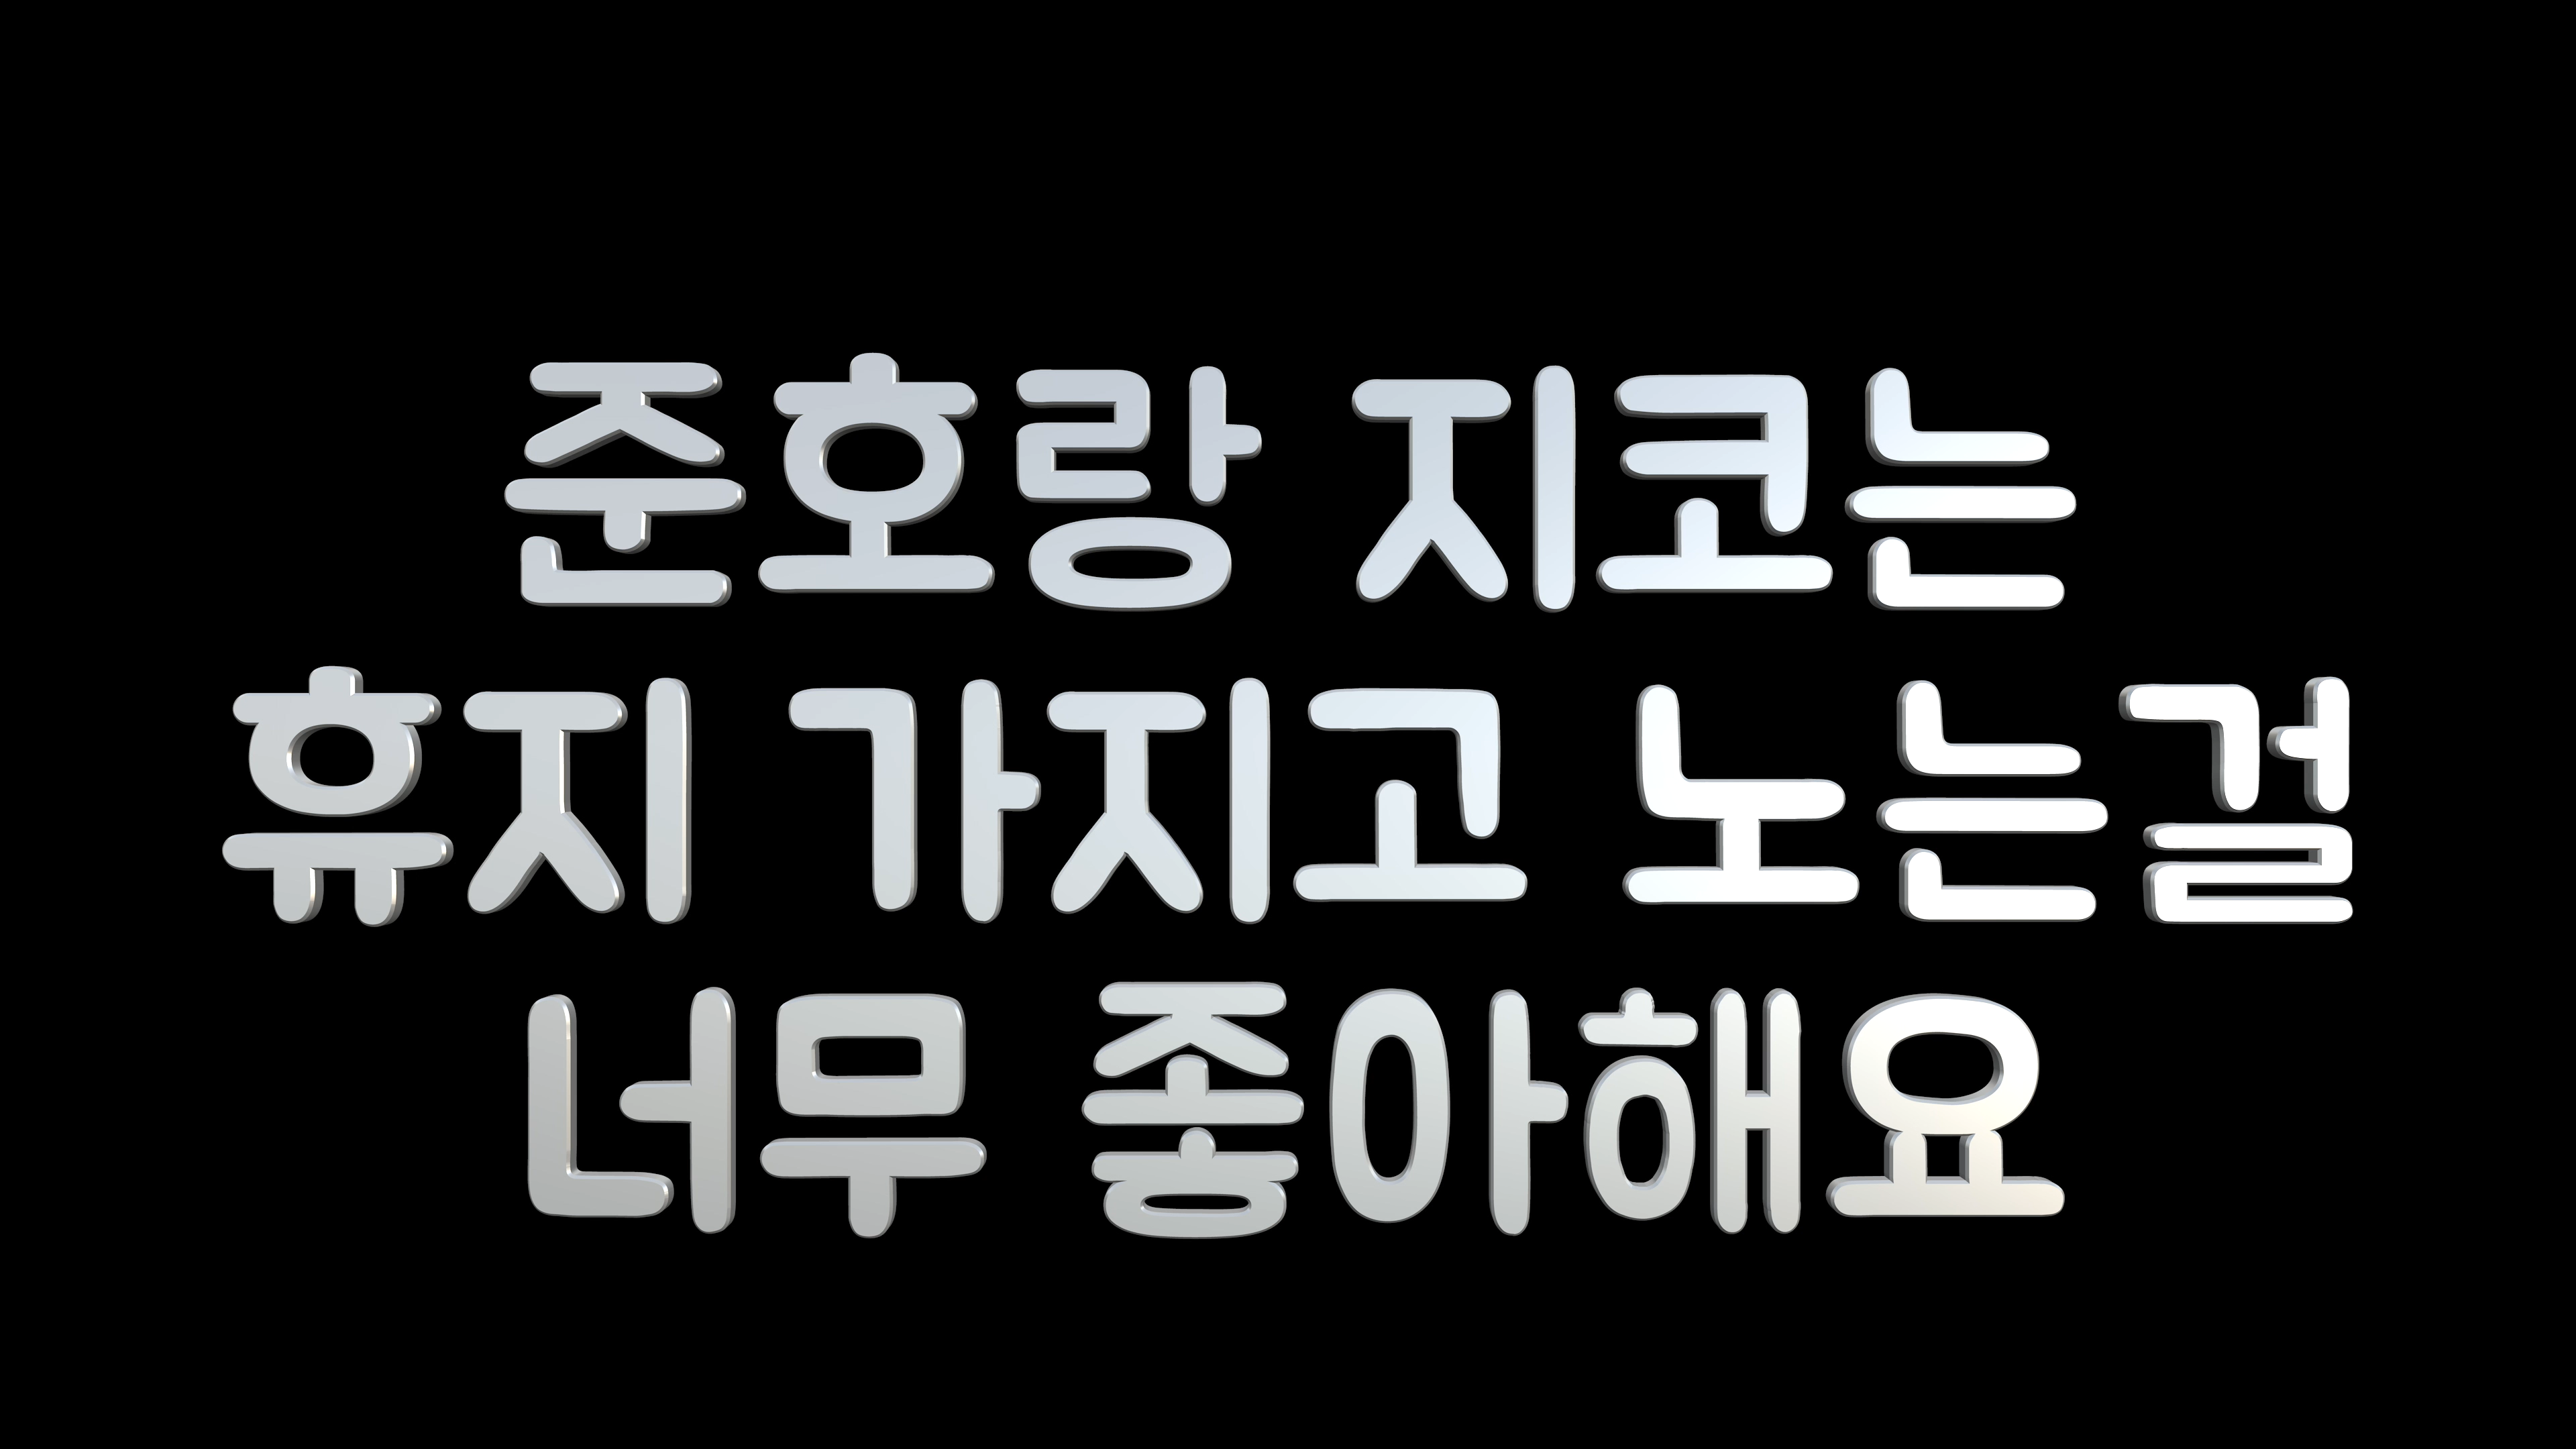 준호랑 지코는
휴지 가지고 노는걸
너무 좋아해요